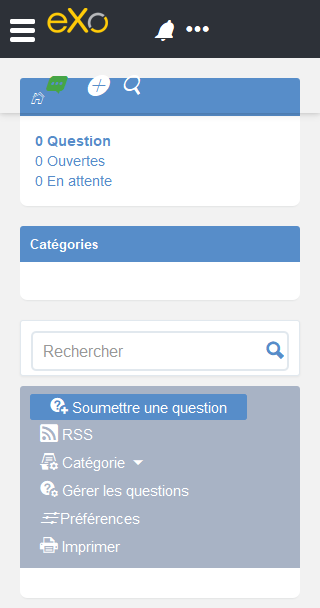 eXo
0 Question
0 Ouvertes
0 En attente
Catégories
Rechercher
Soumettre une question
RSS
Catégorie
Gérer les questions
Préférences
Imprimer